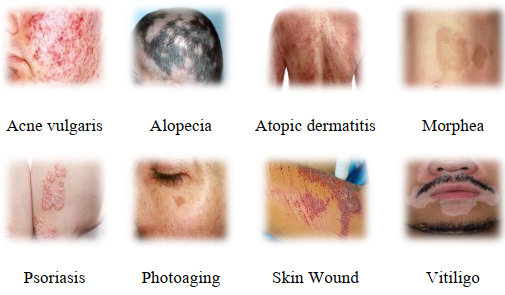 Acne vulgaris
Alopecia
Atopic dermatitis
Morphea
Psoriasis
Photoaging
Skin Wound
Vitiligo